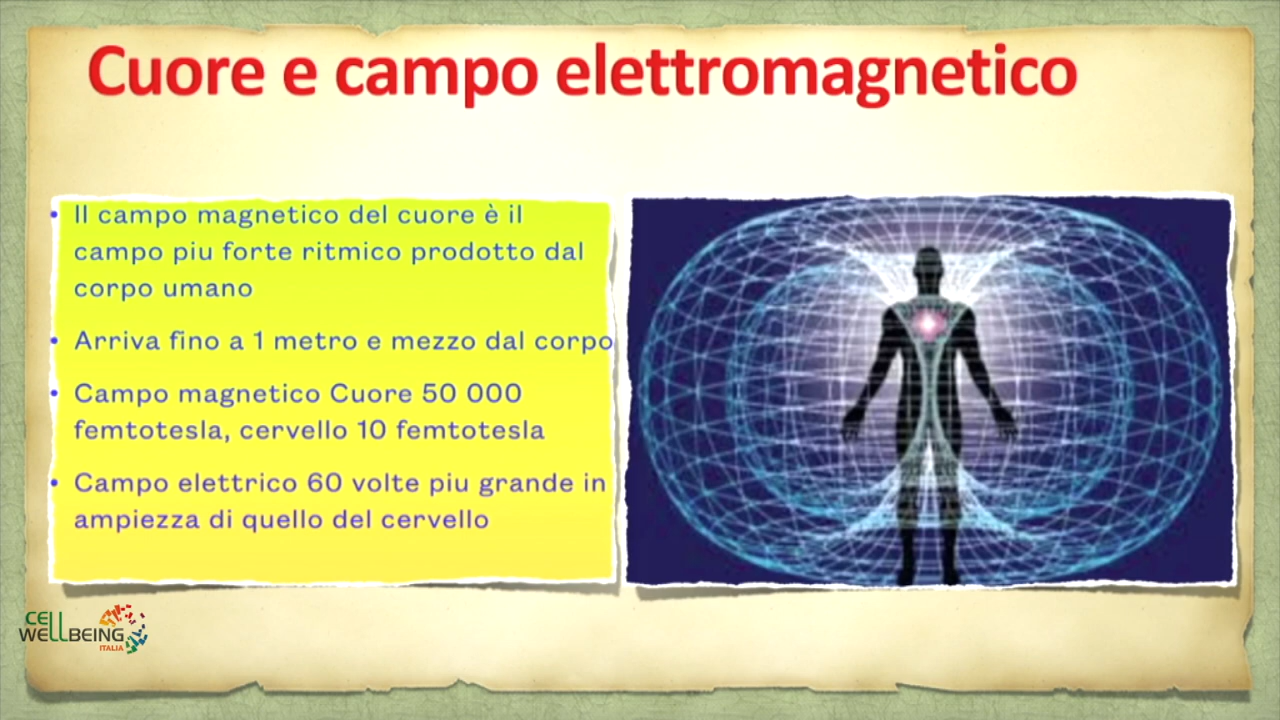 Cuore e campo elettromagnetico
• Il campo magnetico del cuore è il
campo piu forte ritmico prodotto dal
corpo umano
• Arriva fino a 1 metro e mezzo dal corpo
• Campo magnetico Cuore 50 000
femtotesla, cervello 10 femtotesla
• Campo elettrico 60 volte piu grande in
ampiezza di quello del cervello
CELL
WELLBEING
ITALIA